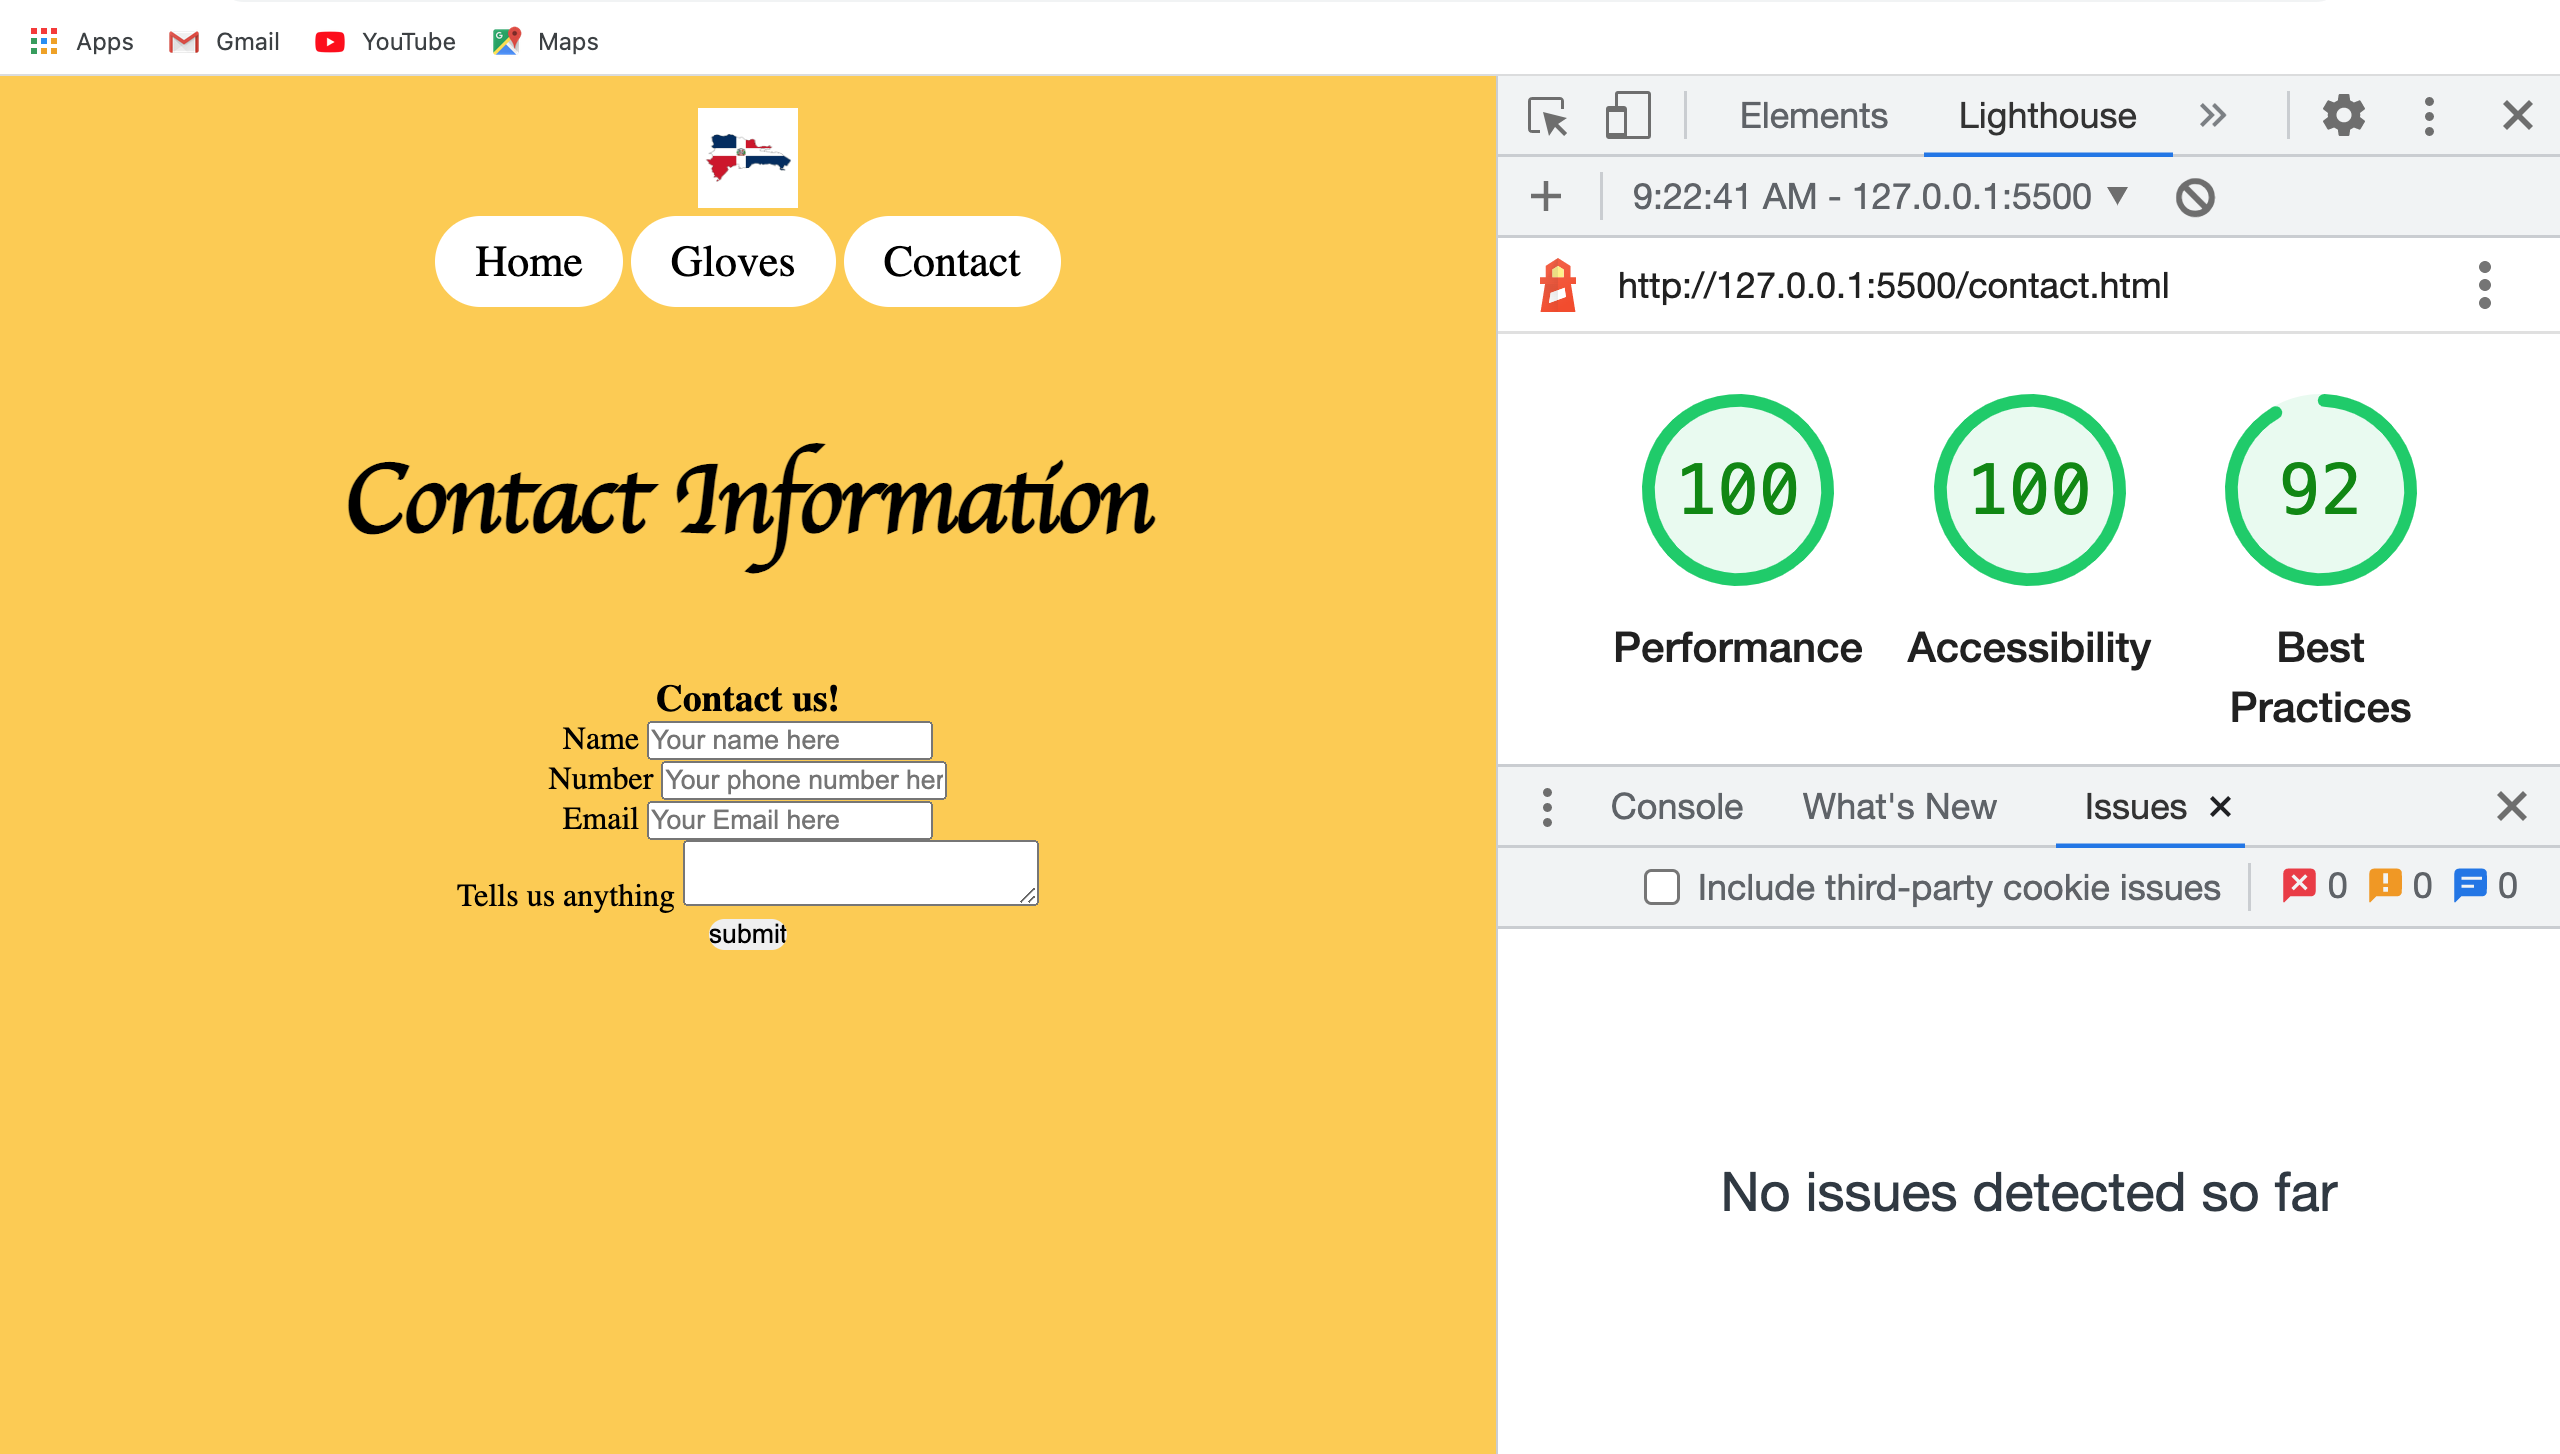 Apps Gmail YouTube Maps
Home Gloves Contact
Contact Information
Contact us!
Name Your name here
Number Your phone number her
Email Your Email here
Tells us anything
submit
Elements Lighthouse
9:22:41 AM - 127.0.0.1:5500
http://127.0.0.1:5500/contact.html
100 100 92
Performance Accessibility Best
Practices
Console What's New Issues
Include third-party cookie issues 0 0 0
No issues detected so far